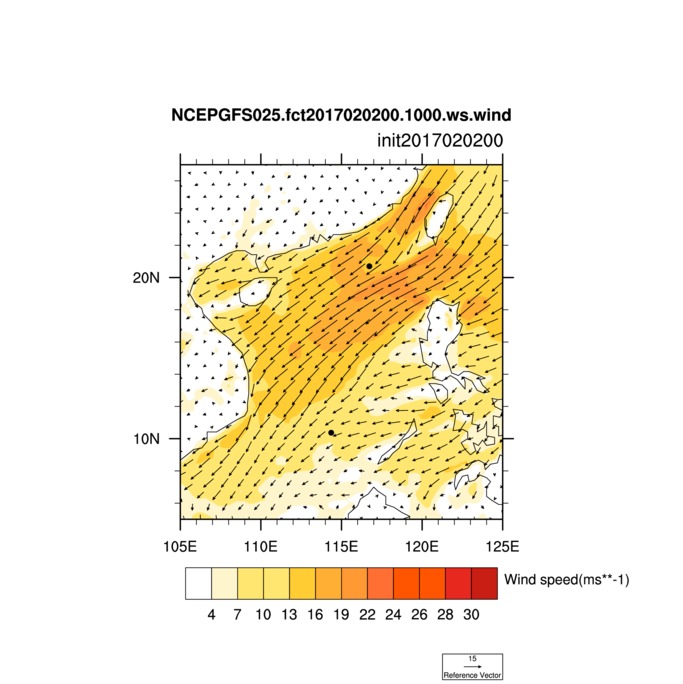 NCEPGFS025.fct2017020200.1000.ws.wind
init2017020200
20N
10N
105E 110E 115E 120E 125E
Wind speed(ms**-1)
4 7 10 13 16 19 22 24 26 28 30
15
Reference Vector